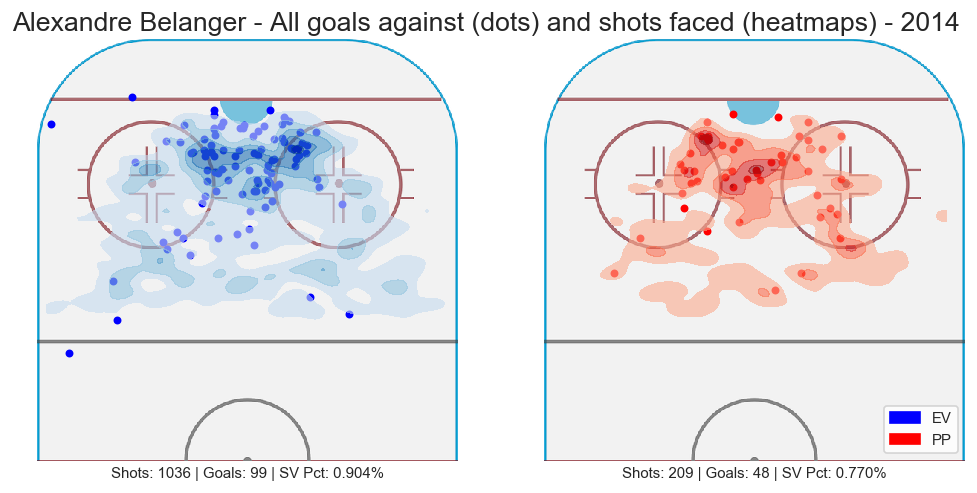 Alexandre Belanger - All goals against (dots) and shots faced (heatmaps) - 2014
EV
PP
Shots: 1036 | Goals: 99 | SV Pct: 0.904%
Shots: 209 | Goals: 48 | SV Pct: 0.770%